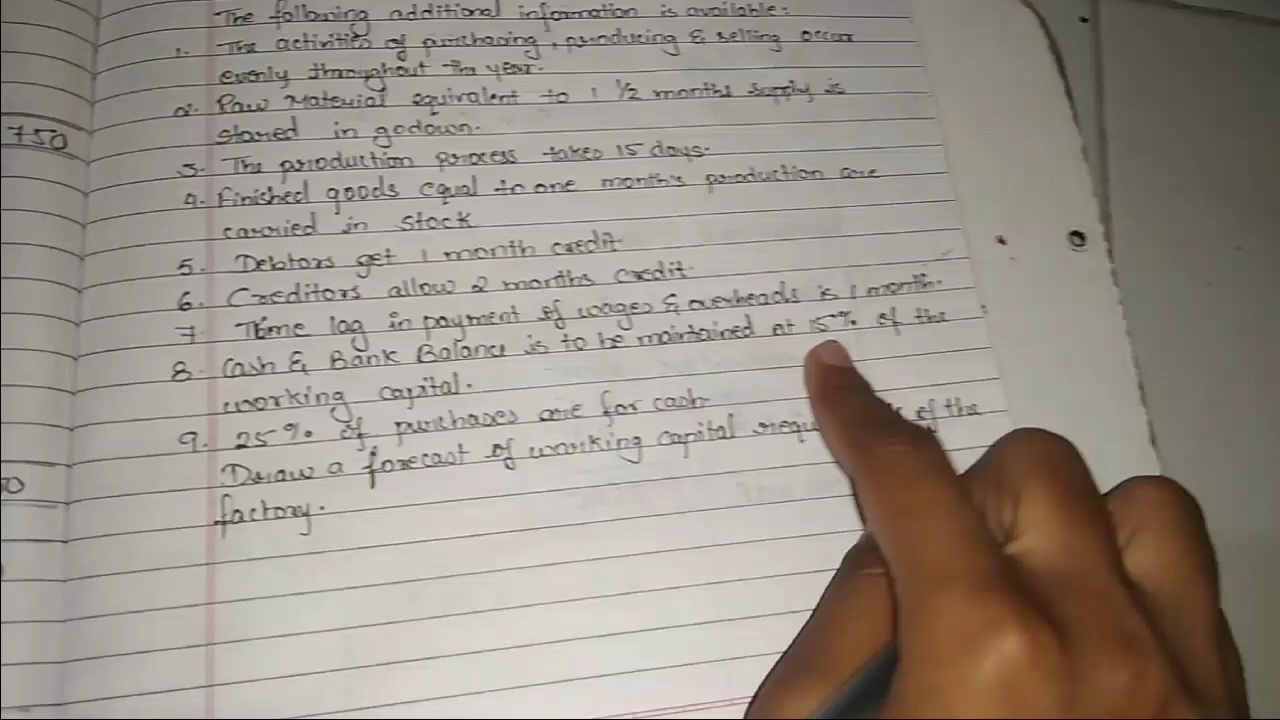 The following additional information is available:
1. The activities of purchasing, producing & selling occur
evenly throughout the year.
2. Raw Material equivalent to 1 1/2 months supply is
750
stored in godown.
3. The production process takes 15 days.
4. Finished goods equal to one month's production are
carried in stock
5. Debtors get 1 month credit
6. Creditors allow 2 months credit.
7. Time lag in payment of wages & overheads is 1 month.
8. Cash & Bank Balance is to be maintained at 15% of the
working capital.
9. 25% of purchases are for cash.
Draw a forecast of working capital of the
0
factory.